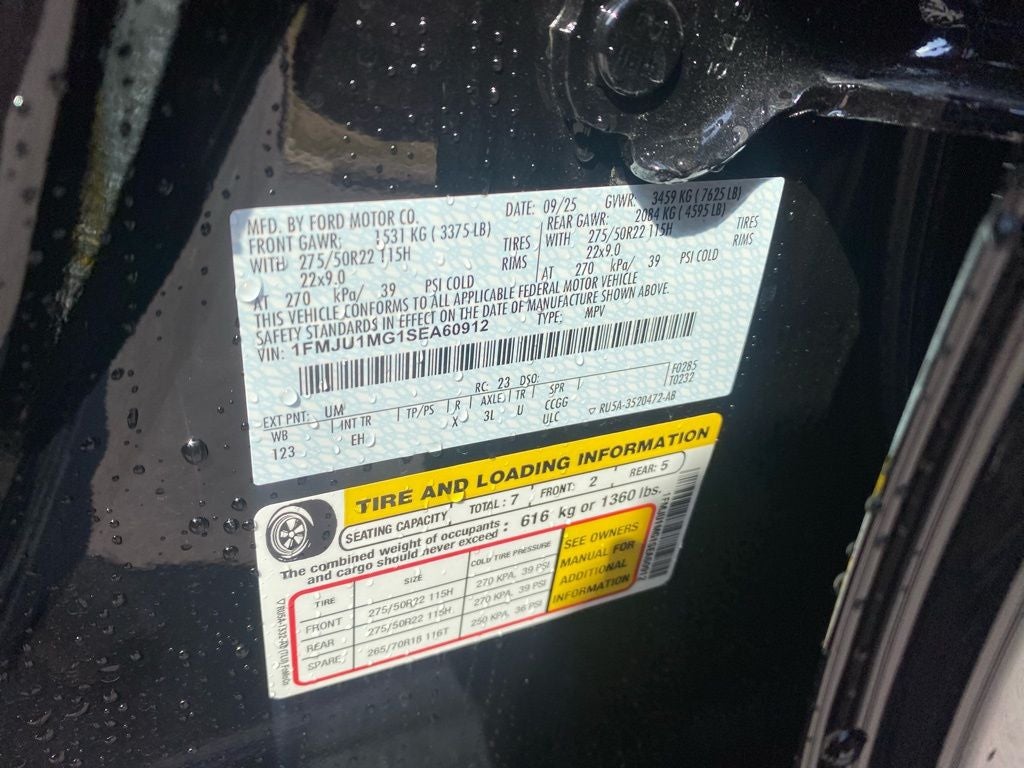 MFD. BY FORD MOTOR CO.
DATE: 09/25 GVWR: 3459 KG ( 7625 LB)
FRONT GAWR: 1531 KG ( 3375 LB) REAR GAWR: 2084 KG ( 4595 LB)
WITH 275/50R22 115H TIRES WITH 275/50R22 115H TIRES
22x9.0 RIMS 22x9.0 RIMS
AT 270 kPa/ 39 PSI COLD AT 270 kPa/ 39 PSI COLD
THIS VEHICLE CONFORMS TO ALL APPLICABLE FEDERAL MOTOR VEHICLE
SAFETY STANDARDS IN EFFECT ON THE DATE OF MANUFACTURE SHOWN ABOVE.
VIN: 1FMJU1MG1SEA60912 TYPE: MPV
F0285
T0232
EXT PNT: UM RC: 23 DSO:
WB INT TR TP/PS R AXLE TR SPR
123 EH X 3L U CCGG
ULC ▽ RU5A-3520472-AB
TIRE AND LOADING INFORMATION
SEATING CAPACITY TOTAL: 7 FRONT: 2 REAR: 5
The combined weight of occupants and cargo should never exceed : 616 kg or 1360 lbs.
TIRE SIZE COLD TIRE PRESSURE
FRONT 275/50R22 115H 270 KPA, 39 PSI
REAR 275/50R22 115H 270 KPA, 39 PSI
SPARE 265/70R18 116T 250 KPA, 36 PSI
SEE OWNERS
MANUAL FOR
ADDITIONAL
INFORMATION